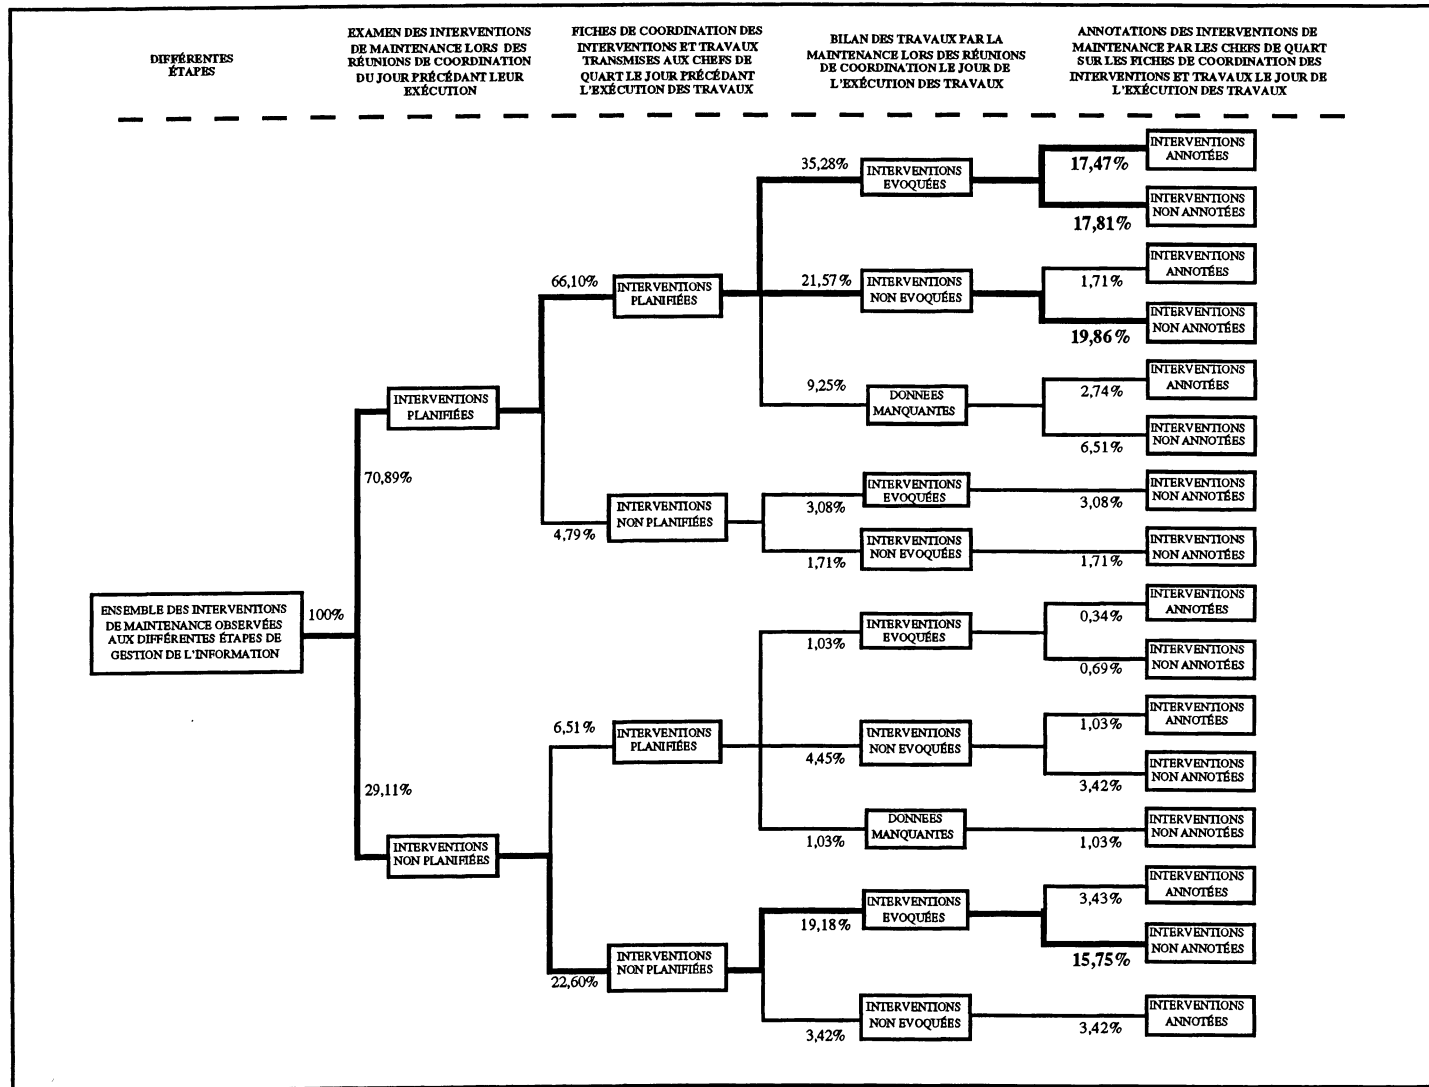 DIFFÉRENTES
ÉTAPES
EXAMEN DES INTERVENTIONS
DE MAINTENANCE LORS DES
RÉUNIONS DE COORDINATION
DU JOUR PRÉCÉDANT LEUR
EXÉCUTION
FICHES DE COORDINATION DES
INTERVENTIONS ET TRAVAUX
TRANSMISES AUX CHEFS DE
QUART LE JOUR PRÉCÉDANT
L'EXÉCUTION DES TRAVAUX
BILAN DES TRAVAUX PAR LA
MAINTENANCE LORS DES RÉUNIONS
DE COORDINATION LE JOUR DE
L'EXÉCUTION DES TRAVAUX
ANNOTATIONS DES INTERVENTIONS DE
MAINTENANCE PAR LES CHEFS DE QUART
SUR LES FICHES DE COORDINATION DES
INTERVENTIONS ET TRAVAUX LE JOUR DE
L'EXÉCUTION DES TRAVAUX
ENSEMBLE DES INTERVENTIONS
DE MAINTENANCE OBSERVÉES
AUX DIFFÉRENTES ÉTAPES DE
GESTION DE L'INFORMATION
100%
70,89%
INTERVENTIONS
PLANIFIÉES
66,10%
INTERVENTIONS
PLANIFIÉES
35,28%
INTERVENTIONS
EVOQUÉES
17,47%
INTERVENTIONS
ANNOTÉES
17,81%
INTERVENTIONS
NON ANNOTÉES
21,57%
INTERVENTIONS
NON EVOQUÉES
1,71%
INTERVENTIONS
ANNOTÉES
19,86%
INTERVENTIONS
NON ANNOTÉES
9,25%
DONNEES
MANQUANTES
2,74%
INTERVENTIONS
ANNOTÉES
6,51%
INTERVENTIONS
NON ANNOTÉES
4,79%
INTERVENTIONS
NON PLANIFIÉES
3,08%
INTERVENTIONS
EVOQUÉES
3,08%
INTERVENTIONS
NON ANNOTÉES
1,71%
INTERVENTIONS
NON EVOQUÉES
1,71%
INTERVENTIONS
NON ANNOTÉES
29,11%
INTERVENTIONS
NON PLANIFIÉES
6,51%
INTERVENTIONS
PLANIFIÉES
1,03%
INTERVENTIONS
EVOQUÉES
0,34%
INTERVENTIONS
ANNOTÉES
0,69%
INTERVENTIONS
NON ANNOTÉES
4,45%
INTERVENTIONS
NON EVOQUÉES
1,03%
INTERVENTIONS
ANNOTÉES
3,42%
INTERVENTIONS
NON ANNOTÉES
1,03%
DONNEES
MANQUANTES
1,03%
INTERVENTIONS
NON ANNOTÉES
22,60%
INTERVENTIONS
NON PLANIFIÉES
19,18%
INTERVENTIONS
EVOQUÉES
3,43%
INTERVENTIONS
ANNOTÉES
15,75%
INTERVENTIONS
NON ANNOTÉES
3,42%
INTERVENTIONS
NON EVOQUÉES
3,42%
INTERVENTIONS
ANNOTÉES